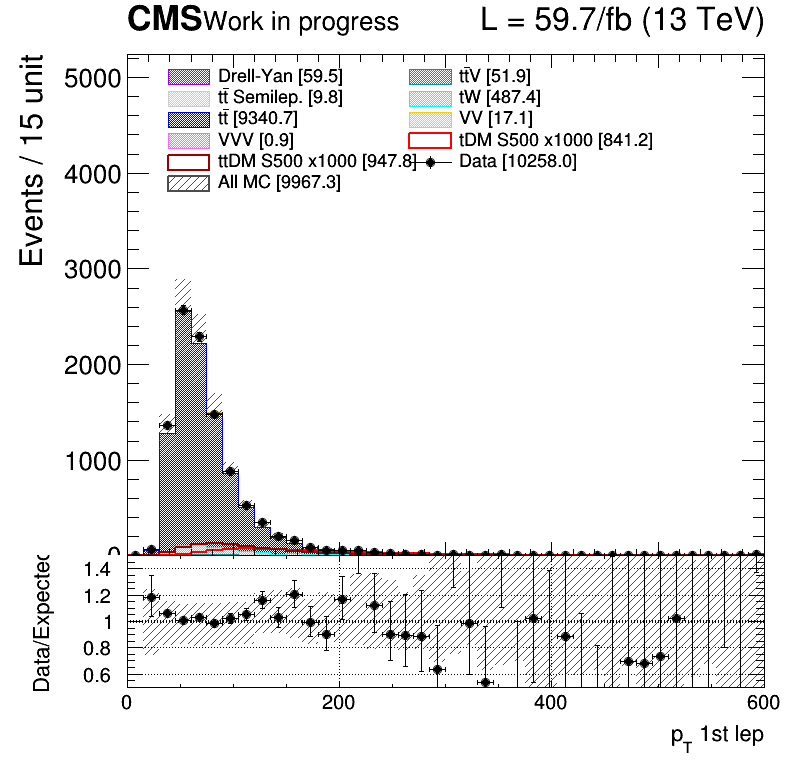 CMS Work in progress L = 59.7/fb (13 TeV)
Events / 15 unit
5000
4000
3000
2000
1000
0
Drell-Yan [59.5]
tt̄V [51.9]
tt̄ Semilep. [9.8]
tW [487.4]
tt̄ [9340.7]
VV [17.1]
VVV [0.9]
tDM S500 x1000 [841.2]
ttDM S500 x1000 [947.8]
Data [10258.0]
All MC [9967.3]
Data/Expected
1.4
1.2
1
0.8
0.6
0 200 400 600
p_T 1st lep